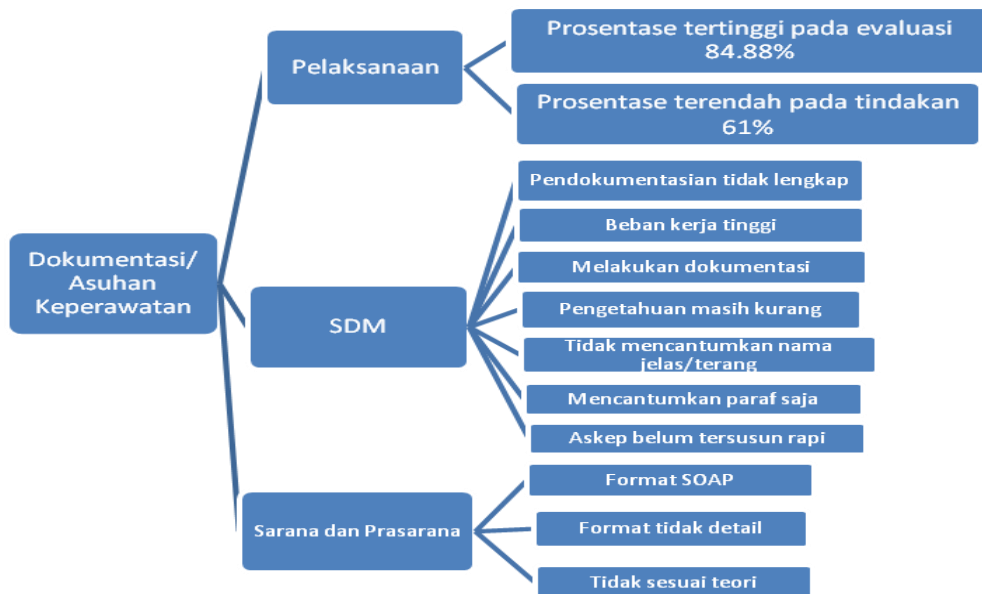 Dokumentasi/
Asuhan
Keperawatan
Pelaksanaan
Prosentase tertinggi pada evaluasi
84.88%
Prosentase terendah pada tindakan
61%
SDM
Pendokumentasian tidak lengkap
Beban kerja tinggi
Melakukan dokumentasi
Pengetahuan masih kurang
Tidak mencantumkan nama
jelas/terang
Mencantumkan paraf saja
Askep belum tersusun rapi
Sarana dan Prasarana
Format SOAP
Format tidak detail
Tidak sesuai teori